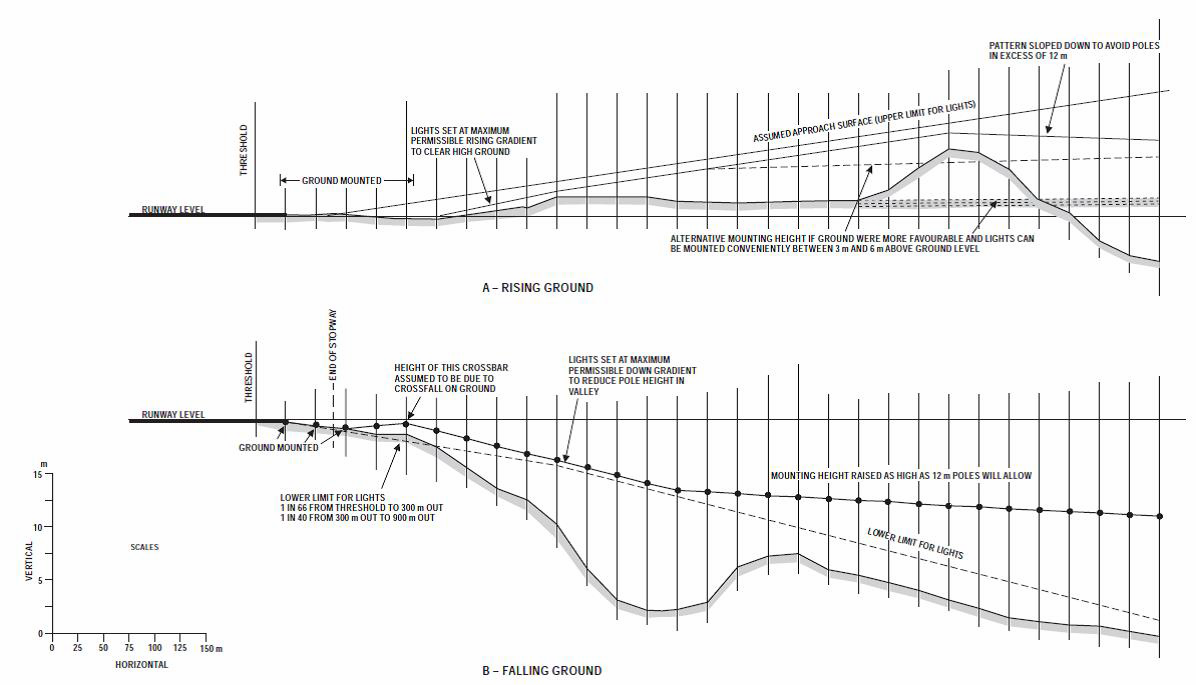 PATTERN SLOPED DOWN TO AVOID POLES
IN EXCESS OF 12 m
THRESHOLD
LIGHTS SET AT MAXIMUM
PERMISSIBLE RISING GRADIENT
TO CLEAR HIGH GROUND
ASSUMED APPROACH SURFACE (UPPER LIMIT FOR LIGHTS)
GROUND MOUNTED
RUNWAY LEVEL
ALTERNATIVE MOUNTING HEIGHT IF GROUND WERE MORE FAVOURABLE AND LIGHTS CAN
BE MOUNTED CONVENIENTLY BETWEEN 3 m AND 6 m ABOVE GROUND LEVEL
A – RISING GROUND
THRESHOLD
END OF STOPWAY
HEIGHT OF THIS CROSSBAR
ASSUMED TO BE DUE TO
CROSSFALL ON GROUND
LIGHTS SET AT MAXIMUM
PERMISSIBLE DOWN GRADIENT
TO REDUCE POLE HEIGHT IN
VALLEY
RUNWAY LEVEL
GROUND MOUNTED
MOUNTING HEIGHT RAISED AS HIGH AS 12 m POLES WILL ALLOW
LOWER LIMIT FOR LIGHTS
1 IN 66 FROM THRESHOLD TO 300 m OUT
1 IN 40 FROM 300 m OUT TO 900 m OUT
LOWER LIMIT FOR LIGHTS
m
15
10
5
0
VERTICAL
SCALES
0 25 50 75 100 125 150 m
HORIZONTAL
B – FALLING GROUND